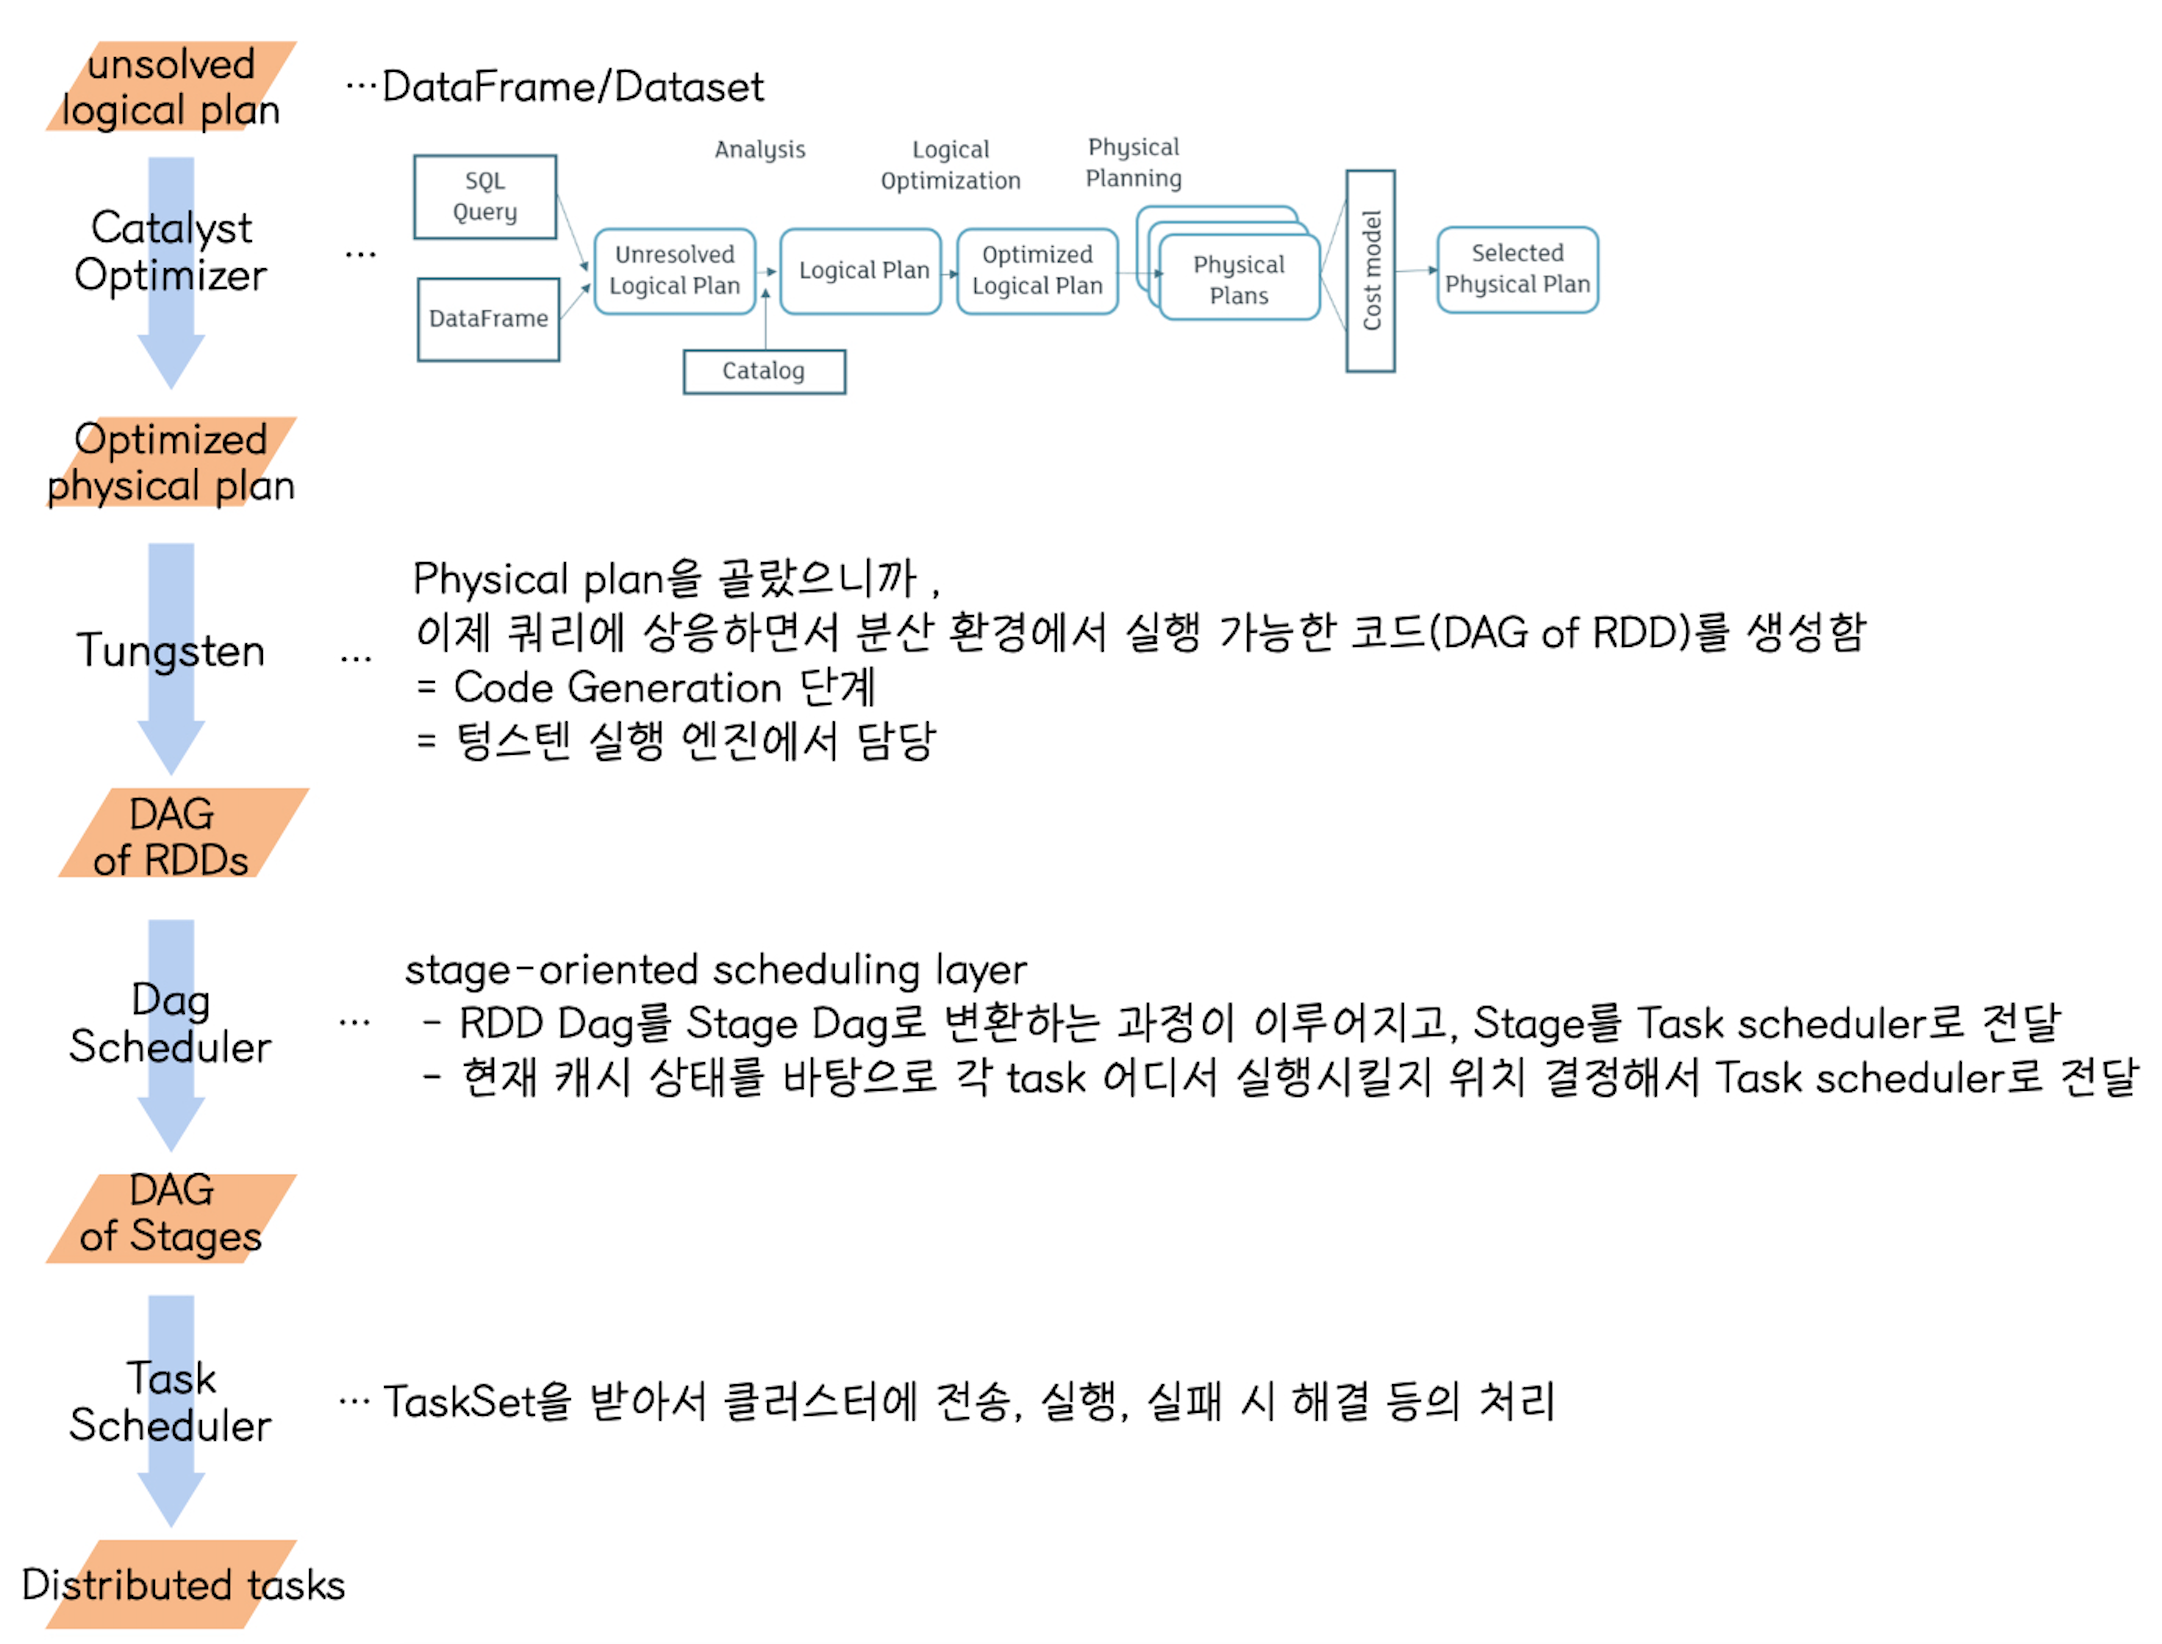 unsolved
logical plan
…DataFrame/Dataset
Catalyst
Optimizer
…
SQL
Query
DataFrame
Analysis
Logical
Optimization
Physical
Planning
Unresolved
Logical Plan
Logical Plan
Optimized
Logical Plan
Physical
Plans
Cost model
Selected
Physical Plan
Catalog
Optimized
physical plan
Tungsten
…
Physical plan을 골랐으니까 ,
이제 쿼리에 상응하면서 분산 환경에서 실행 가능한 코드(DAG of RDD)를 생성함
= Code Generation 단계
= 텅스텐 실행 엔진에서 담당
DAG
of RDDs
Dag
Scheduler
…
stage-oriented scheduling layer
- RDD Dag를 Stage Dag로 변환하는 과정이 이루어지고, Stage를 Task scheduler로 전달
- 현재 캐시 상태를 바탕으로 각 task 어디서 실행시킬지 위치 결정해서 Task scheduler로 전달
DAG
of Stages
Task
Scheduler
… TaskSet을 받아서 클러스터에 전송, 실행, 실패 시 해결 등의 처리
Distributed tasks